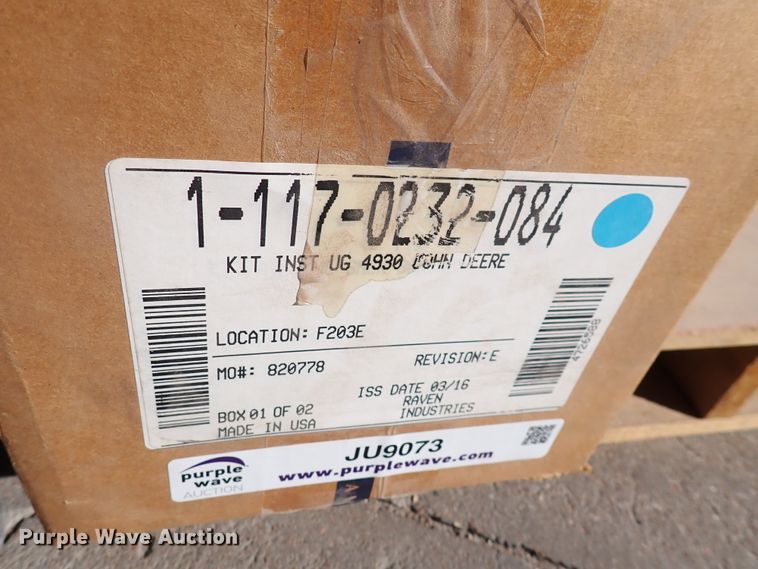 1-117-0232-084
KIT INST UG 4930 JOHN DEERE
LOCATION: F203E
MO#: 820778
REVISION: E
ISS DATE 03/16
RAVEN
INDUSTRIES
BOX 01 OF 02
MADE IN USA
4726588
purple
wave
AUCTION
JU9073
www.purplewave.com
Purple Wave Auction